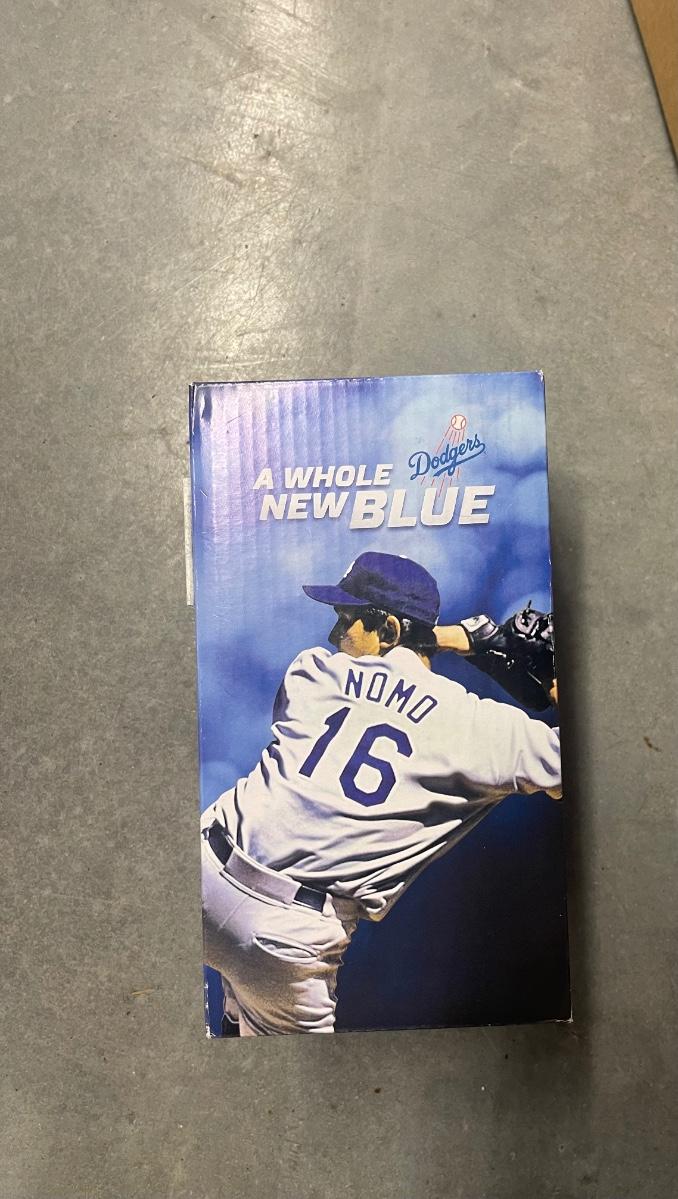 Dodgers
A WHOLE
NEW BLUE
NOMO
16